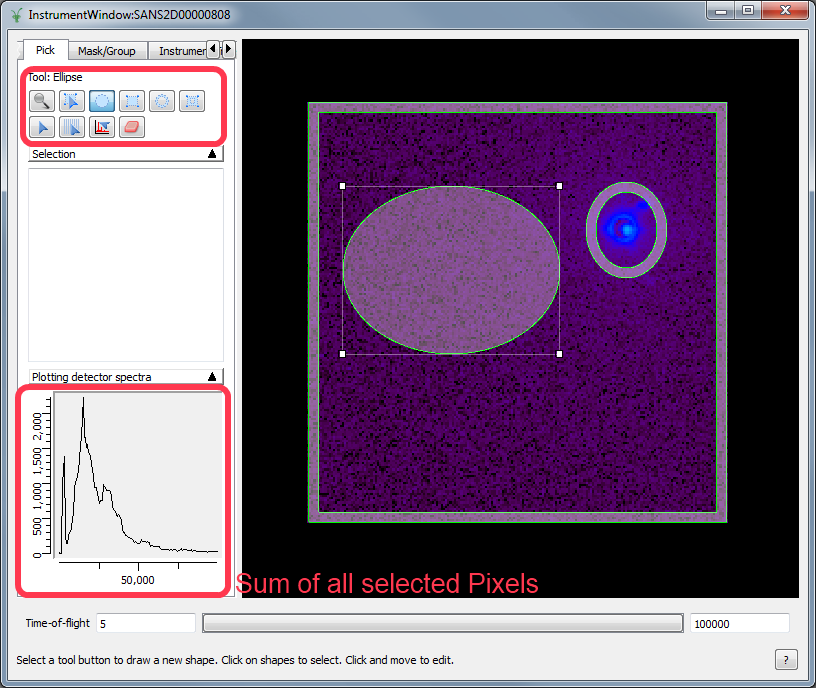 InstrumentWindow:SANS2D00000808
Pick Mask/Group Instrumen
Tool: Ellipse
Selection
Plotting detector spectra
2,000
1,500
1,000
500
0
50,000
Sum of all selected Pixels
Time-of-flight 5 100000
Select a tool button to draw a new shape. Click on shapes to select. Click and move to edit.
?